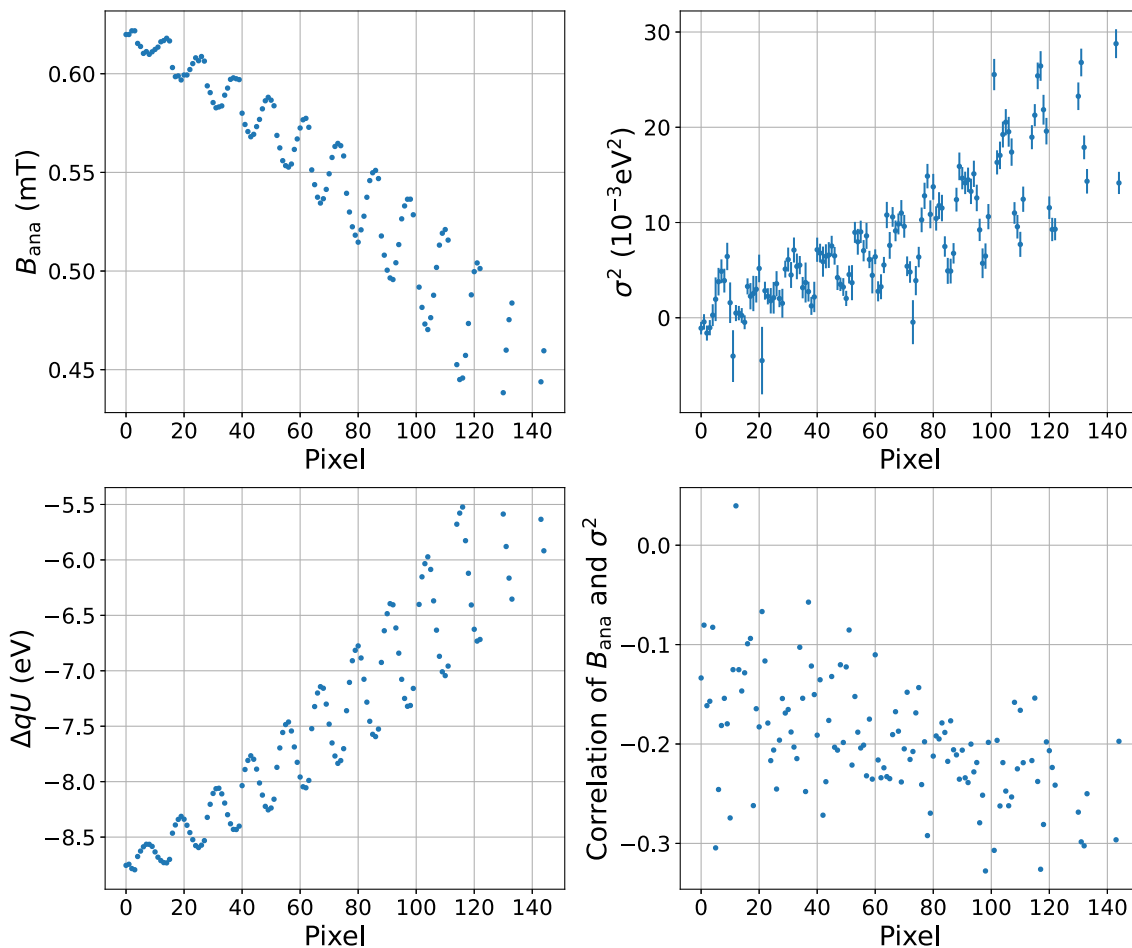 0.60
0.55
0.50
0.45
B_ana (mT)
0 20 40 60 80 100 120 140
Pixel
30
20
10
0
σ² (10⁻³eV²)
0 20 40 60 80 100 120 140
Pixel
−5.5
−6.0
−6.5
−7.0
−7.5
−8.0
−8.5
ΔqU (eV)
0 20 40 60 80 100 120 140
Pixel
0.0
−0.1
−0.2
−0.3
Correlation of B_ana and σ²
0 20 40 60 80 100 120 140
Pixel